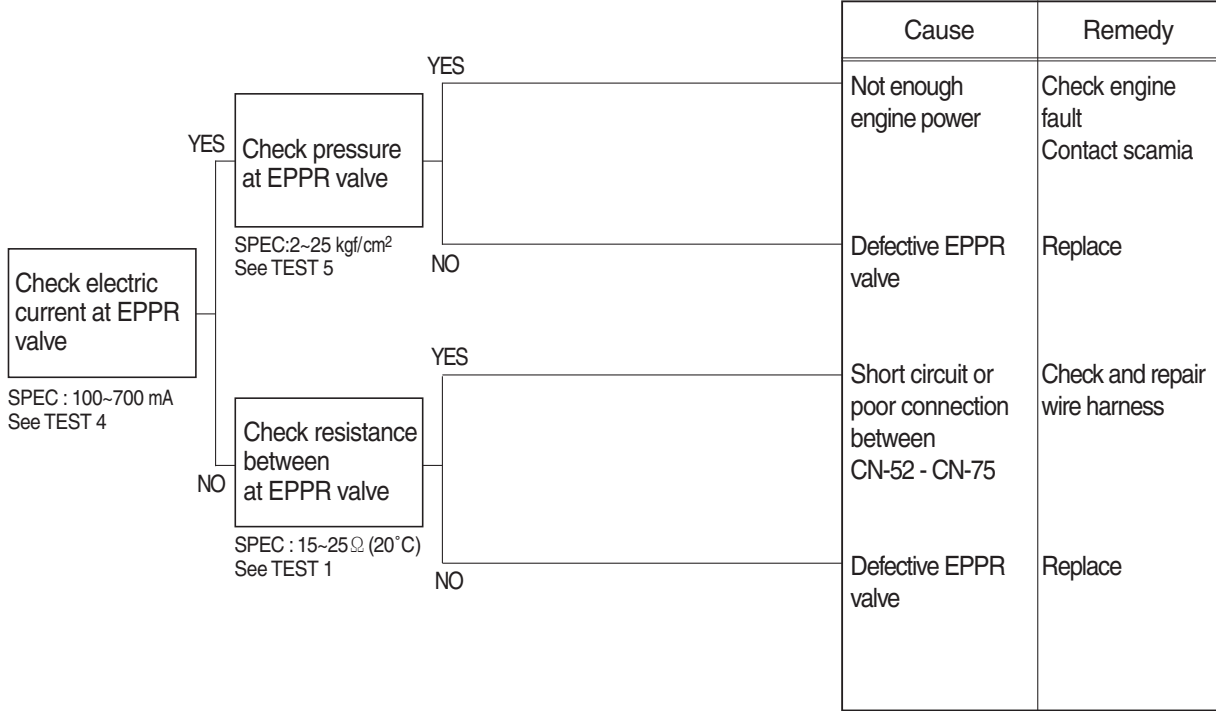 Cause
Remedy
YES
Not enough
engine power
Check engine
fault
Contact scamia
YES
Check pressure
at EPPR valve
SPEC:2~25 kgf/cm²
See TEST 5
NO
Defective EPPR
valve
Replace
Check electric
current at EPPR
valve
SPEC : 100~700 mA
See TEST 4
YES
Short circuit or
poor connection
between
CN-52 - CN-75
Check and repair
wire harness
NO
Check resistance
between
at EPPR valve
SPEC : 15~25Ω (20°C)
See TEST 1
NO
Defective EPPR
valve
Replace